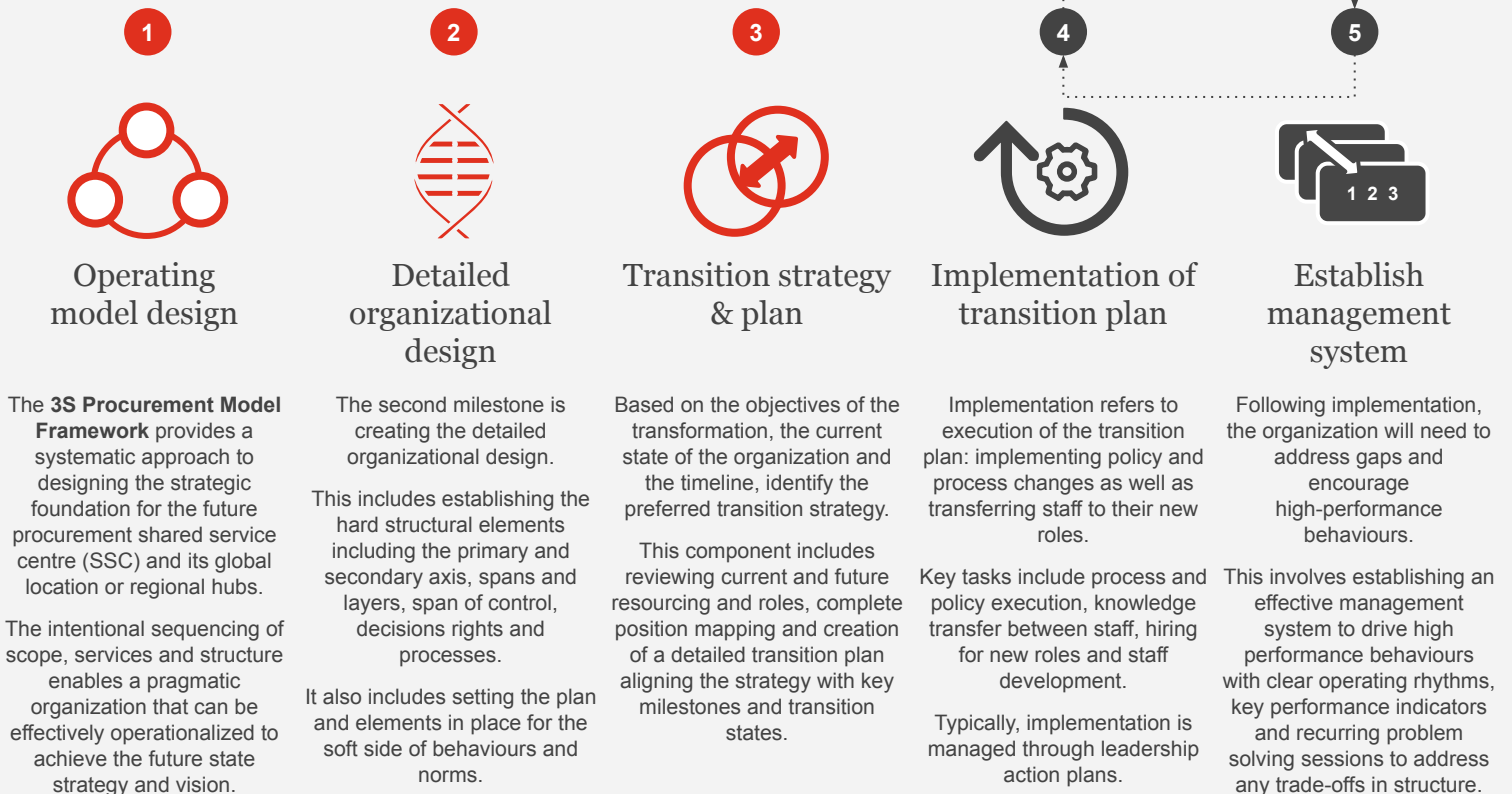 1
2
3
4
5
1 2 3
Operating
model design
The 3S Procurement Model
Framework provides a
systematic approach to
designing the strategic
foundation for the future
procurement shared service
centre (SSC) and its global
location or regional hubs.
The intentional sequencing of
scope, services and structure
enables a pragmatic
organization that can be
effectively operationalized to
achieve the future state
strategy and vision.
Detailed
organizational
design
The second milestone is
creating the detailed
organizational design.
This includes establishing the
hard structural elements
including the primary and
secondary axis, spans and
layers, span of control,
decisions rights and
processes.
It also includes setting the plan
and elements in place for the
soft side of behaviours and
norms.
Transition strategy
& plan
Based on the objectives of the
transformation, the current
state of the organization and
the timeline, identify the
preferred transition strategy.
This component includes
reviewing current and future
resourcing and roles, complete
position mapping and creation
of a detailed transition plan
aligning the strategy with key
milestones and transition
states.
Implementation of
transition plan
Implementation refers to
execution of the transition
plan: implementing policy and
process changes as well as
transferring staff to their new
roles.
Key tasks include process and
policy execution, knowledge
transfer between staff, hiring
for new roles and staff
development.
Typically, implementation is
managed through leadership
action plans.
Establish
management
system
Following implementation,
the organization will need to
address gaps and
encourage
high-performance
behaviours.
This involves establishing an
effective management
system to drive high
performance behaviours
with clear operating rhythms,
key performance indicators
and recurring problem
solving sessions to address
any trade-offs in structure.